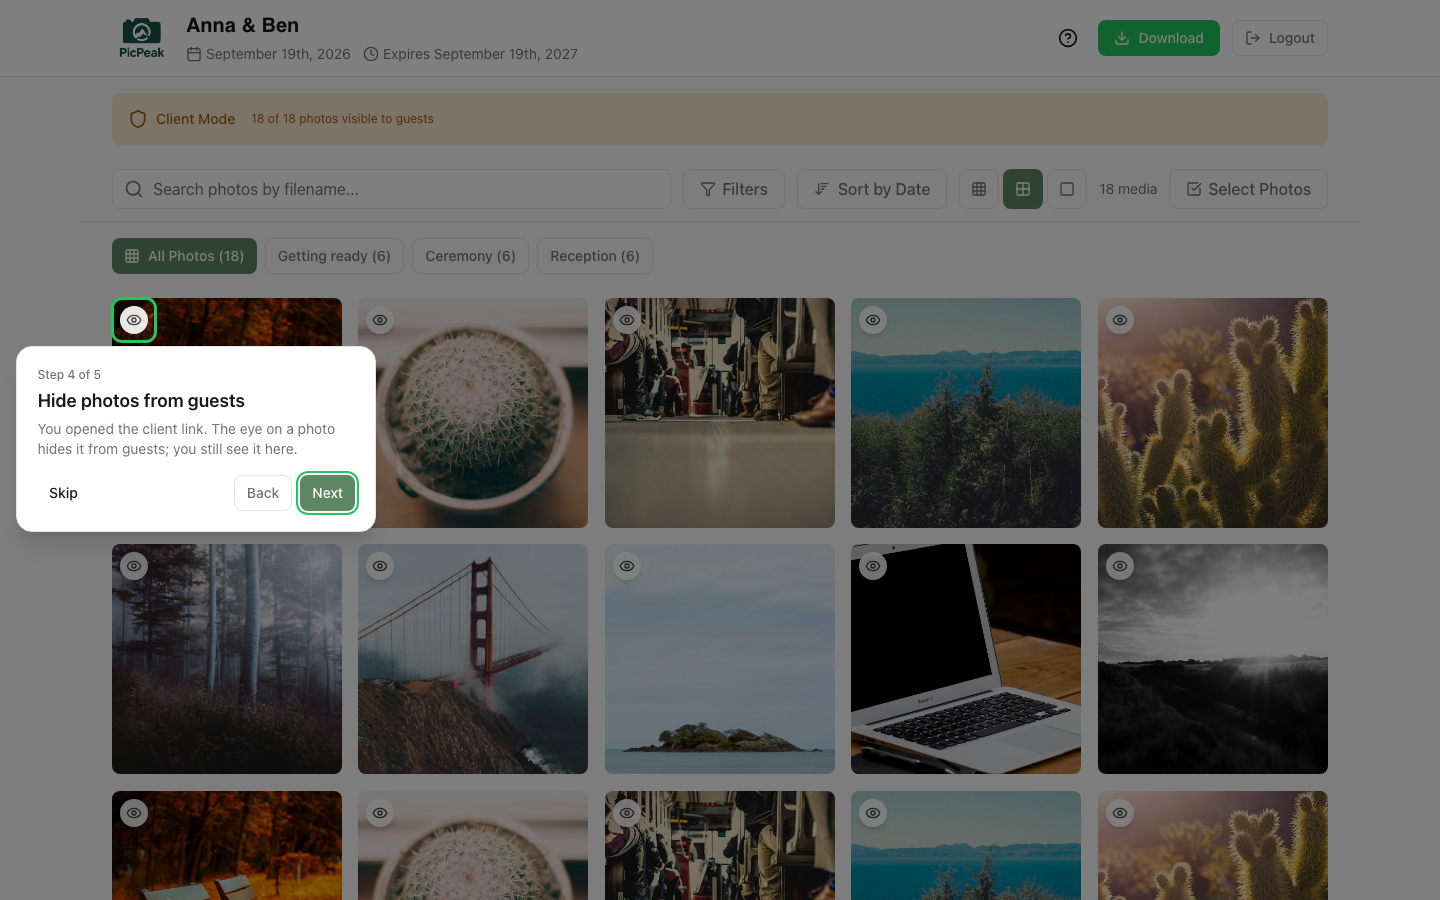 PicPeak
Anna & Ben
September 19th, 2026
Expires September 19th, 2027
Download
Logout
Client Mode
18 of 18 photos visible to guests
Search photos by filename...
Filters
Sort by Date
18 media
Select Photos
All Photos (18)
Getting ready (6)
Ceremony (6)
Reception (6)
Step 4 of 5
Hide photos from guests
You opened the client link. The eye on a photo
hides it from guests; you still see it here.
Skip
Back
Next